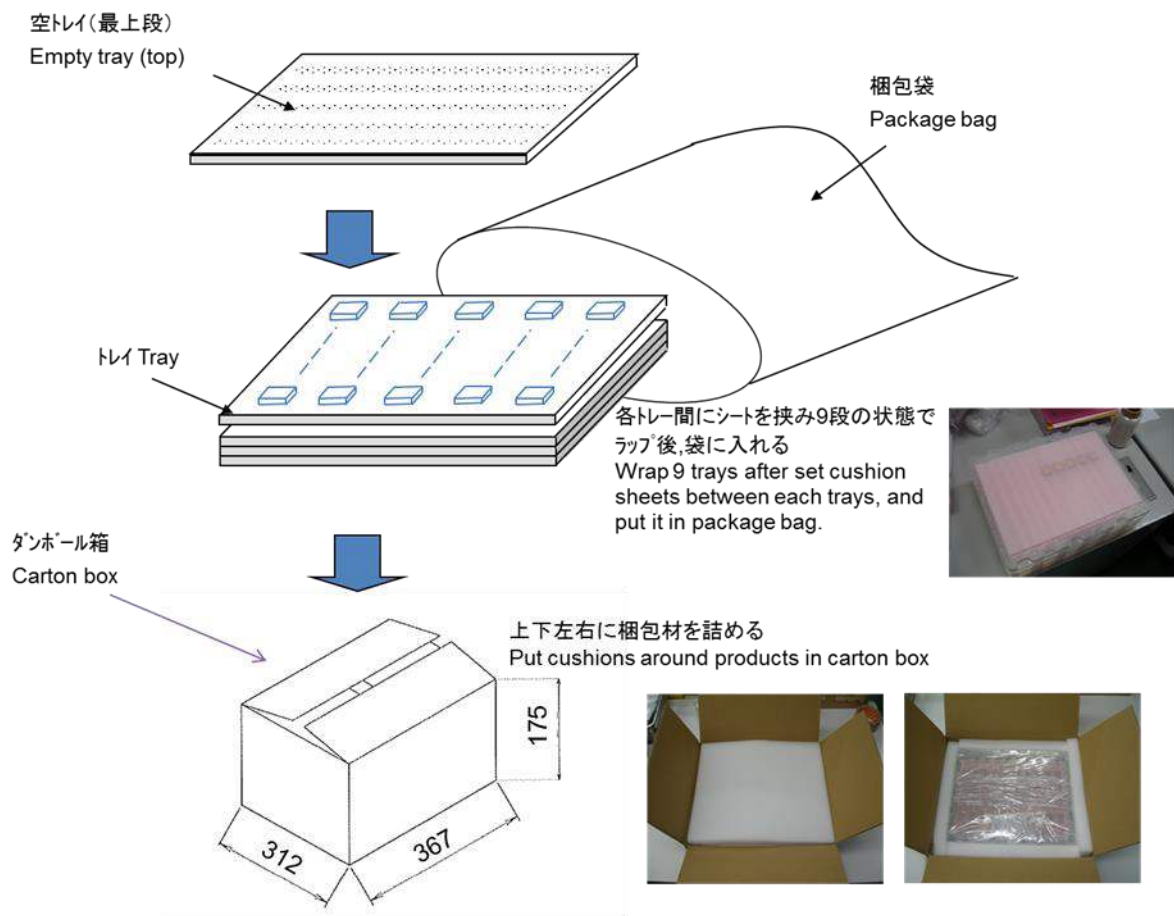 空トレイ(最上段)
Empty tray (top)
梱包袋
Package bag
トレイ Tray
各トレー間にシートを挟み9段の状態で
ラップ後,袋に入れる
Wrap 9 trays after set cushion
sheets between each trays, and
put it in package bag.
ダンボール箱
Carton box
上下左右に梱包材を詰める
Put cushions around products in carton box
175
312
367